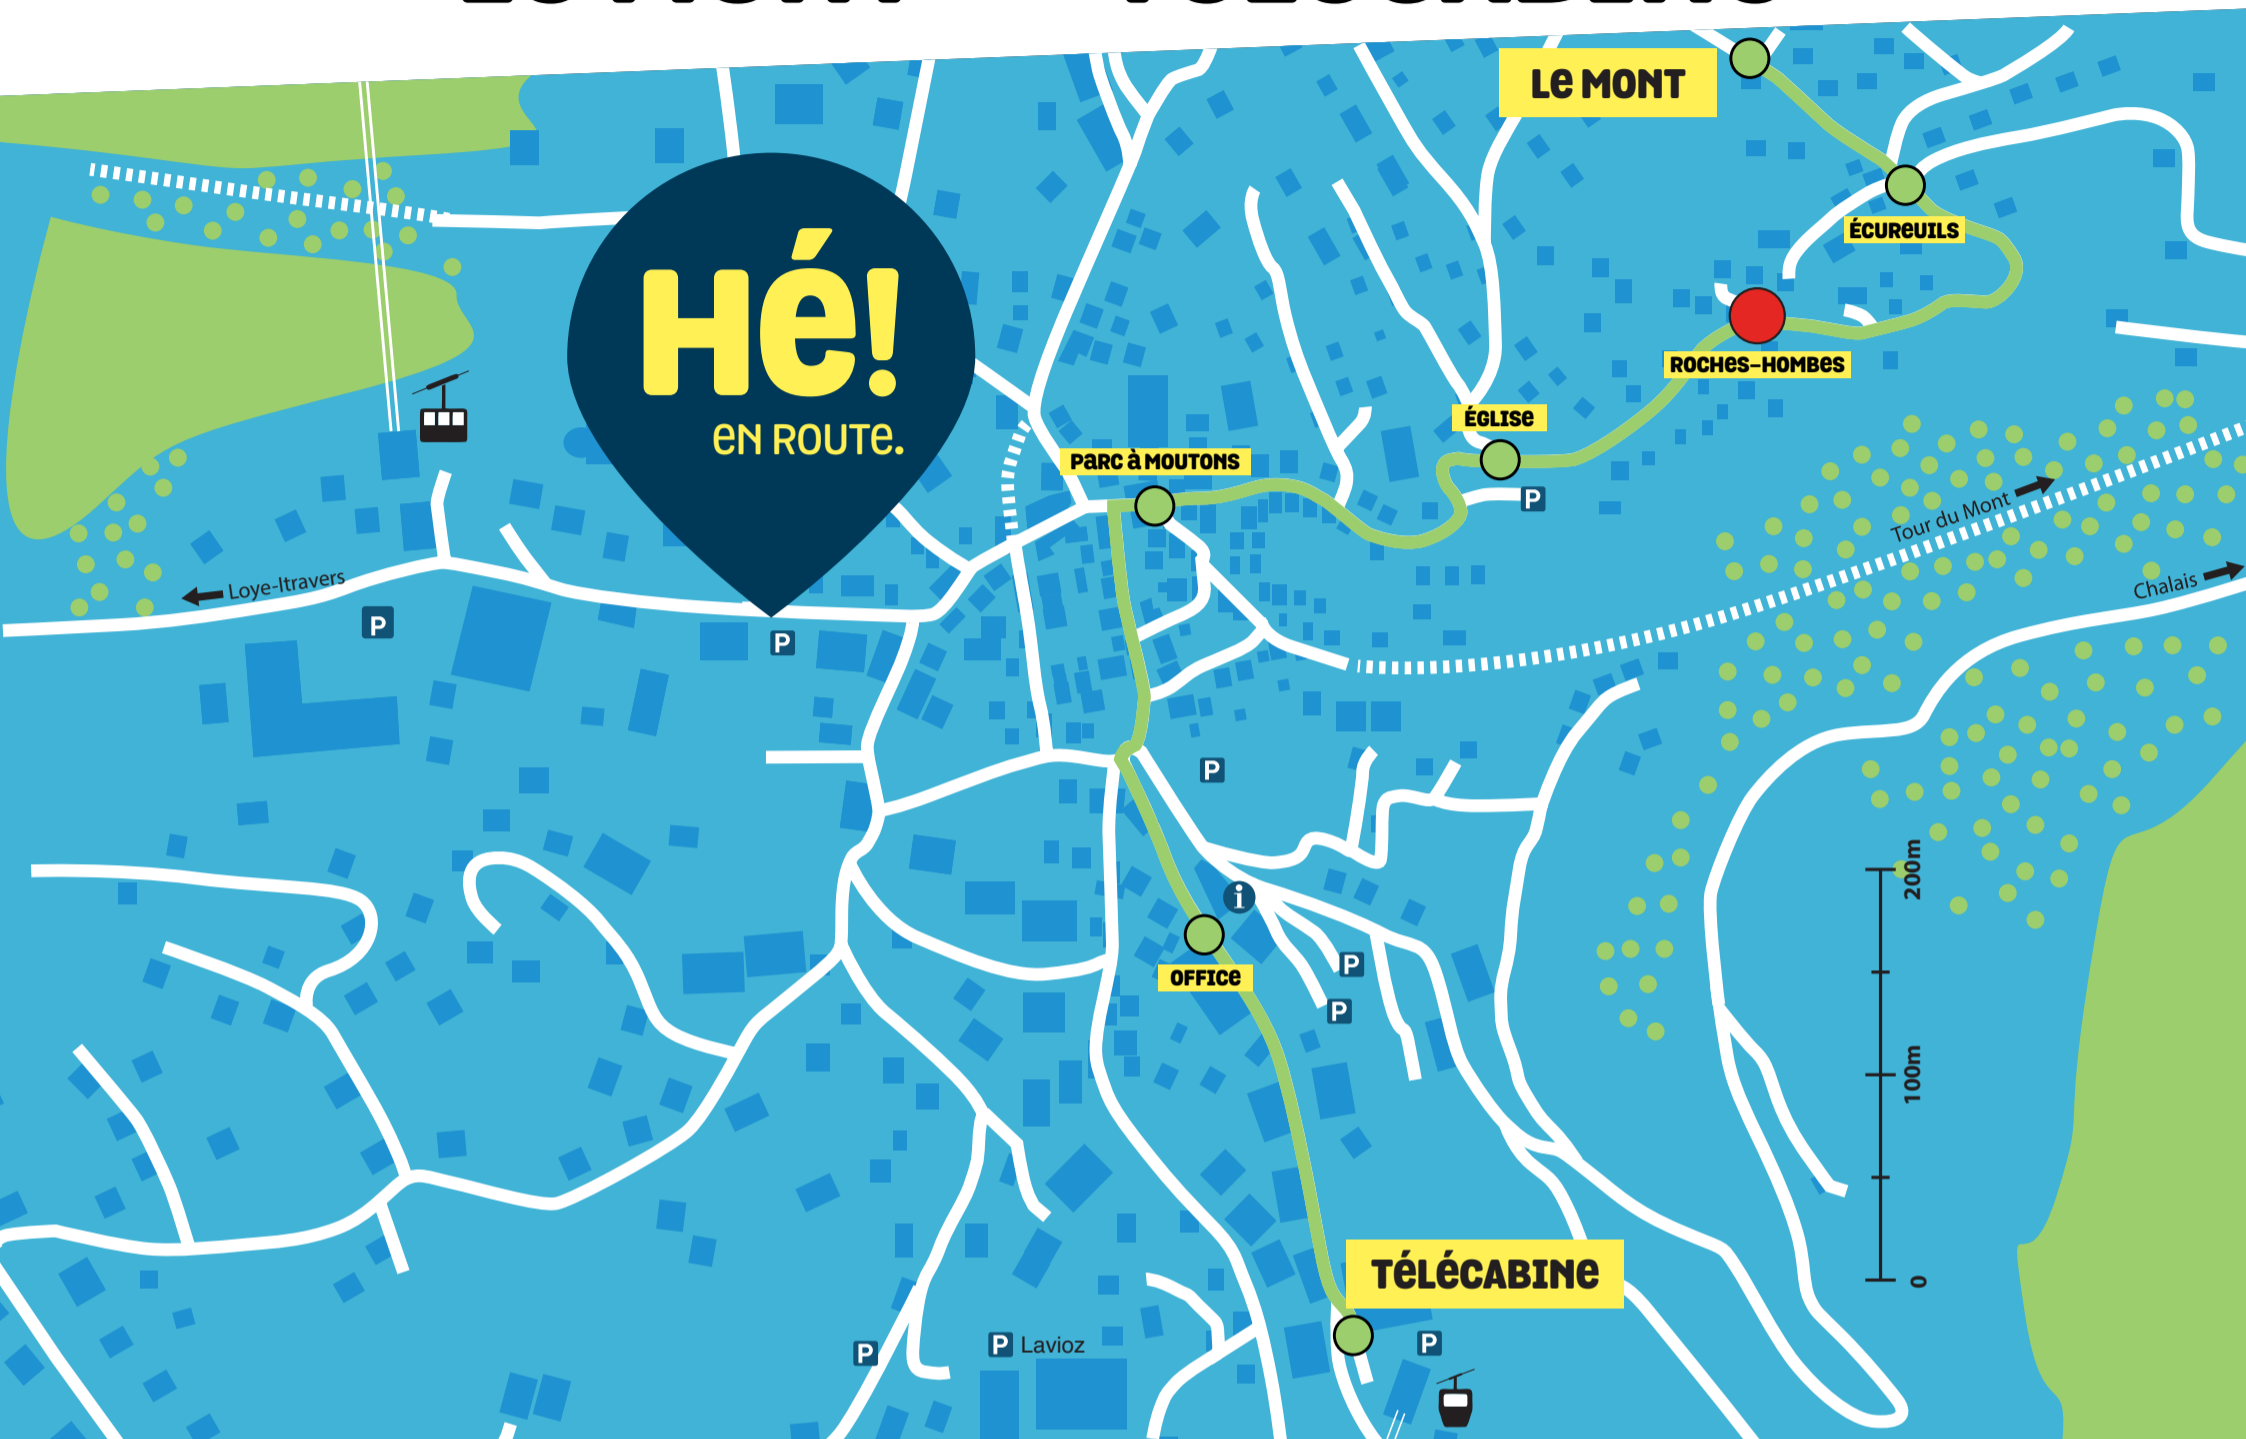 Le MONT
ÉCUReUILS
ROCHes-HOMBes
Hé!
eN ROUTe.
ÉGLISe
PaRC à MOUTONS
P
Tour du Mont
Chalais
Loye-Itravers
P
P
P
200m
i
OFFICe
P
P
100m
TéLéCABINe
0
P
P Lavioz
P